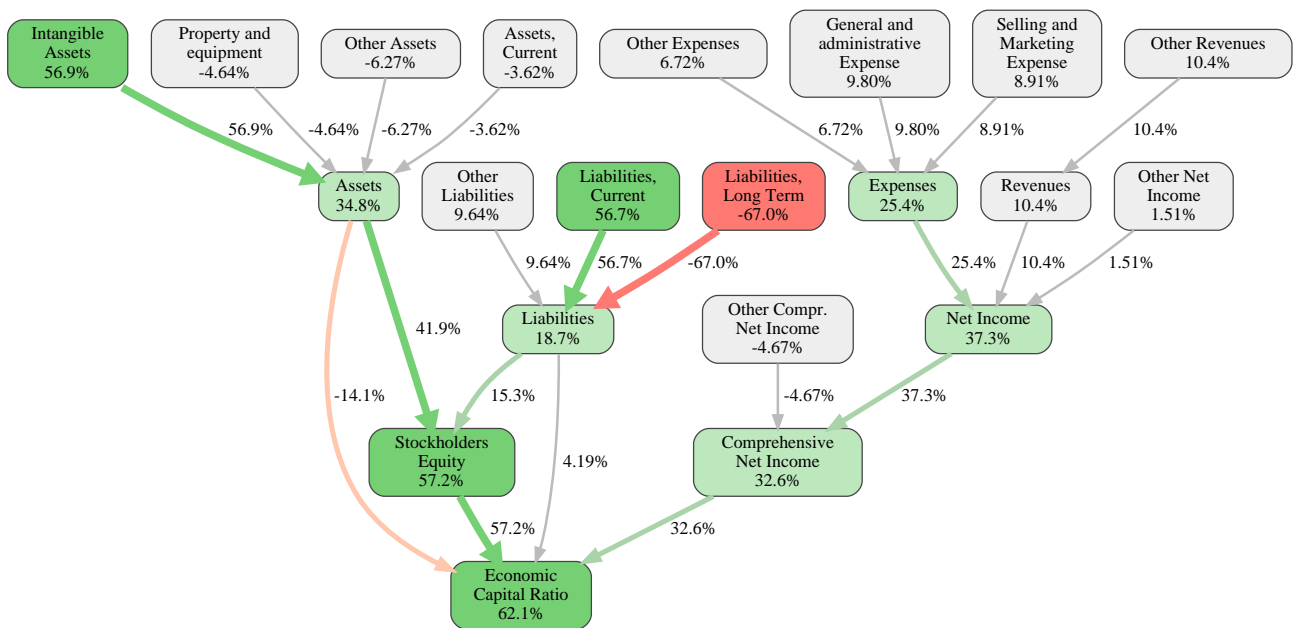 Intangible
Assets
56.9%
Property and
equipment
-4.64%
Other Assets
-6.27%
Assets,
Current
-3.62%
Other Expenses
6.72%
General and
administrative
Expense
9.80%
Selling and
Marketing
Expense
8.91%
Other Revenues
10.4%
56.9%
-4.64%
-6.27%
-3.62%
6.72%
9.80%
8.91%
10.4%
Assets
34.8%
Other
Liabilities
9.64%
Liabilities,
Current
56.7%
Liabilities,
Long Term
-67.0%
Expenses
25.4%
Revenues
10.4%
Other Net
Income
1.51%
9.64%
56.7%
-67.0%
25.4%
10.4%
1.51%
41.9%
Liabilities
18.7%
Other Compr.
Net Income
-4.67%
Net Income
37.3%
-14.1%
15.3%
-4.67%
37.3%
Stockholders
Equity
57.2%
4.19%
Comprehensive
Net Income
32.6%
57.2%
32.6%
Economic
Capital Ratio
62.1%